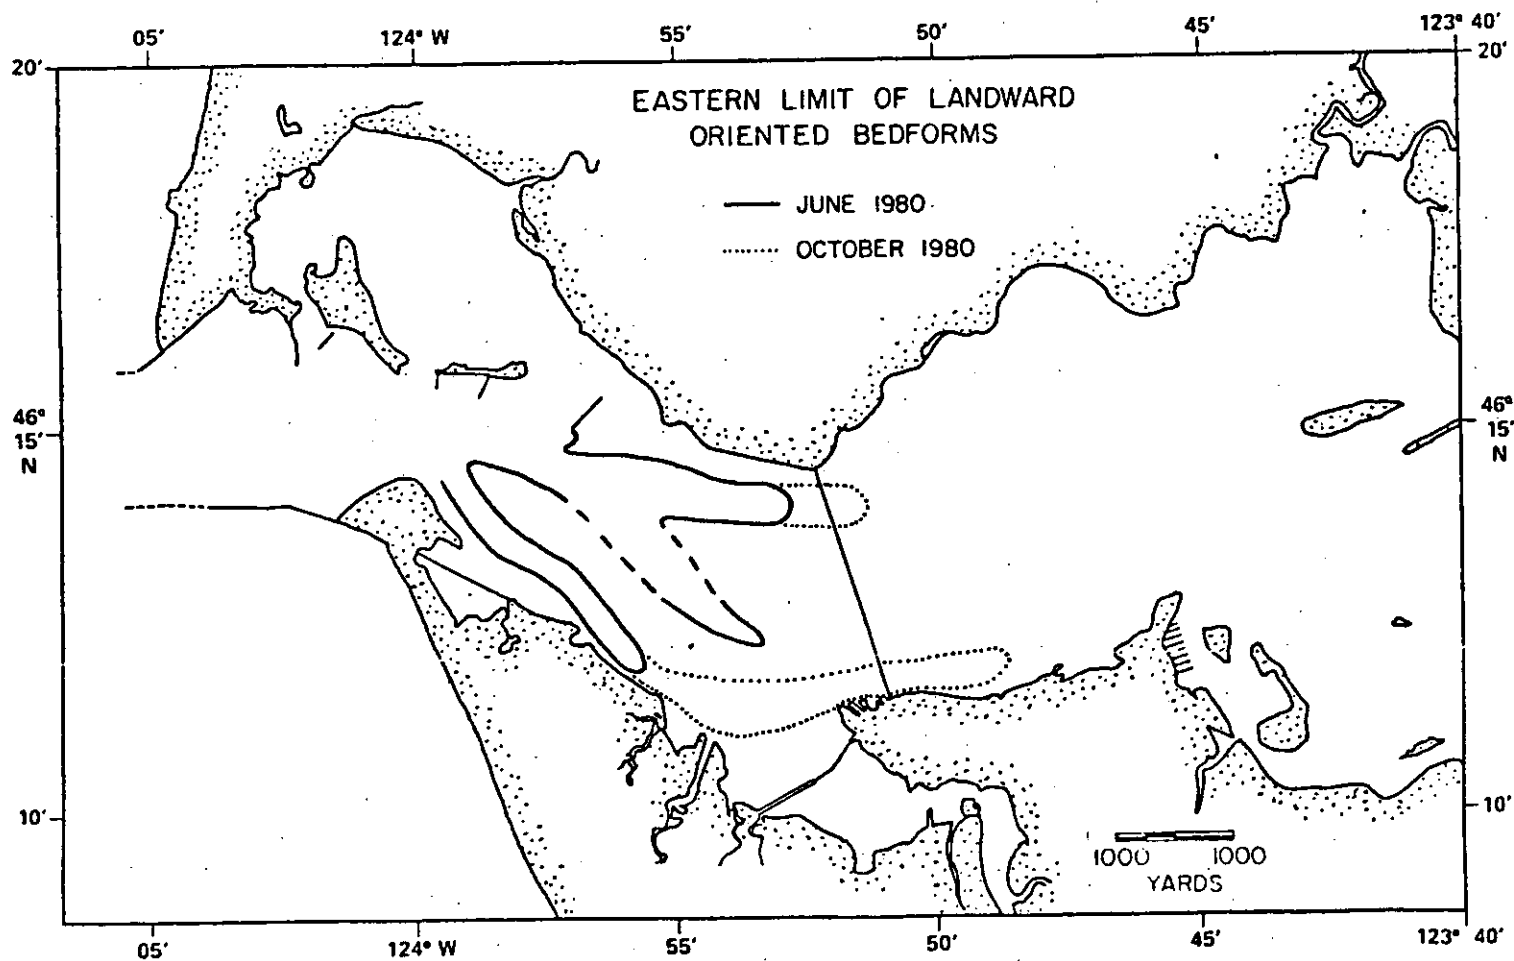 05' 124° W 55' 50' 45' 123° 40'
20' 20'
EASTERN LIMIT OF LANDWARD
ORIENTED BEDFORMS
JUNE 1980
OCTOBER 1980
46° 46°
15' 15'
N N
10' 10'
1000 1000
YARDS
05' 124° W 55' 50' 45' 123° 40'